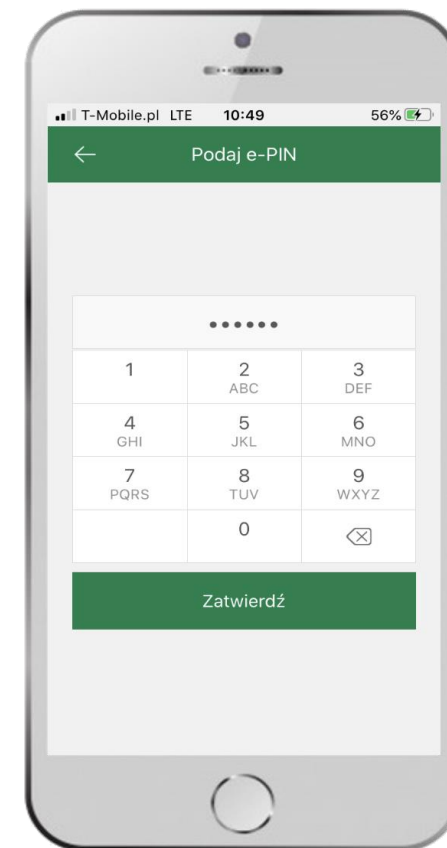 T-Mobile.pl LTE 10:49 56%
Podaj e-PIN
••••••
1 2 3
ABC DEF
4 5 6
GHI JKL MNO
7 8 9
PQRS TUV WXYZ
0
Zatwierdź